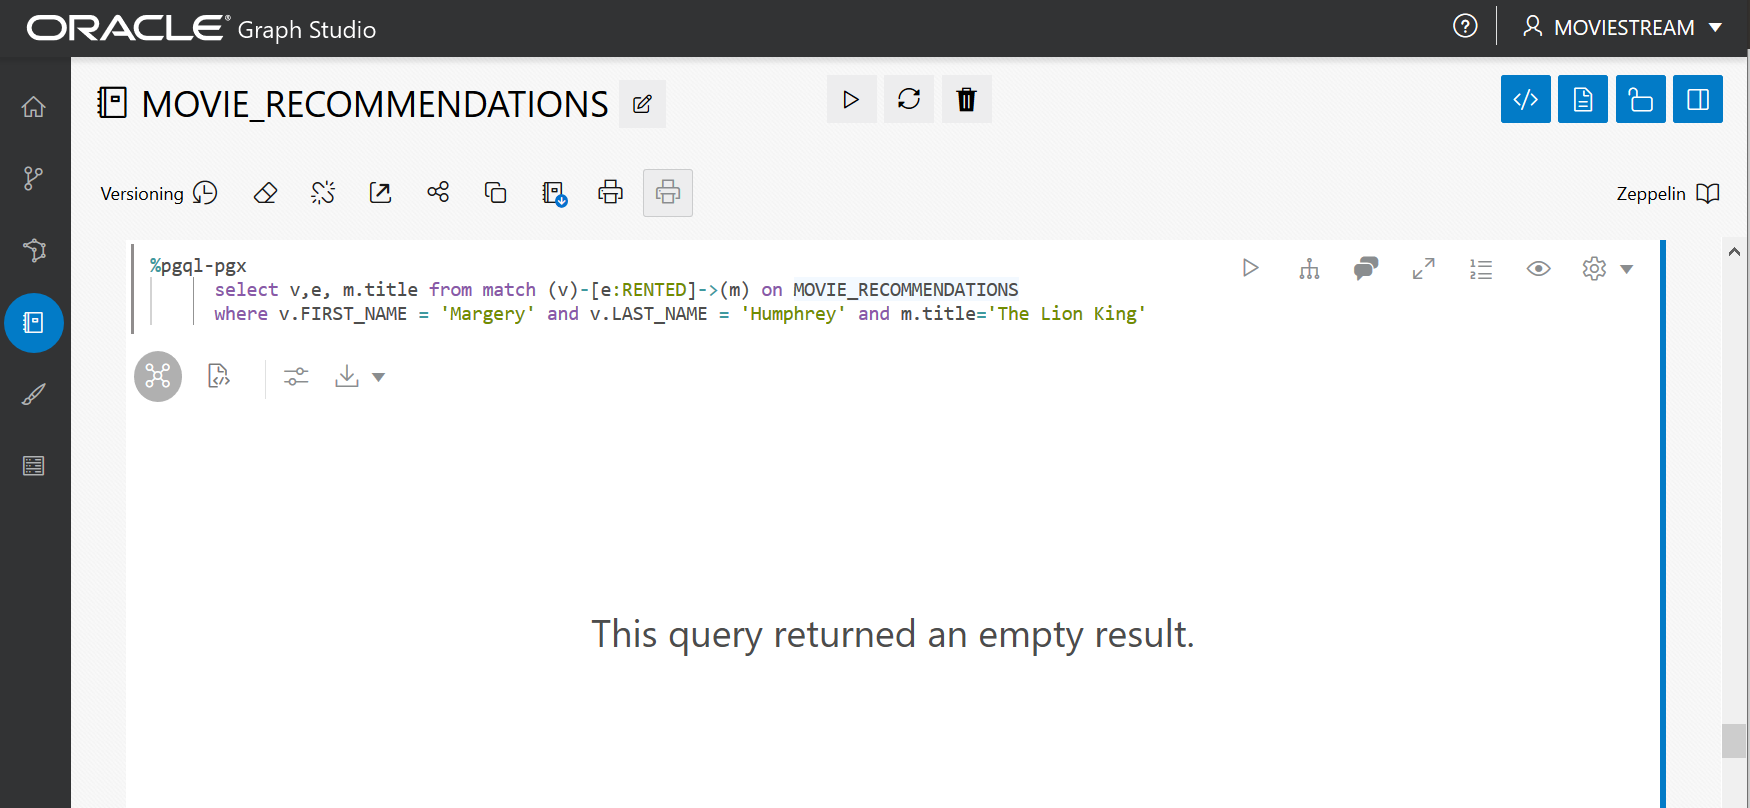 ORACLE® Graph Studio
MOVIESTREAM
MOVIE_RECOMMENDATIONS
Versioning
Zeppelin
%pgql-pgx
select v,e, m.title from match (v)-[e:RENTED]->(m) on MOVIE_RECOMMENDATIONS
where v.FIRST_NAME = 'Margery' and v.LAST_NAME = 'Humphrey' and m.title='The Lion King'
This query returned an empty result.